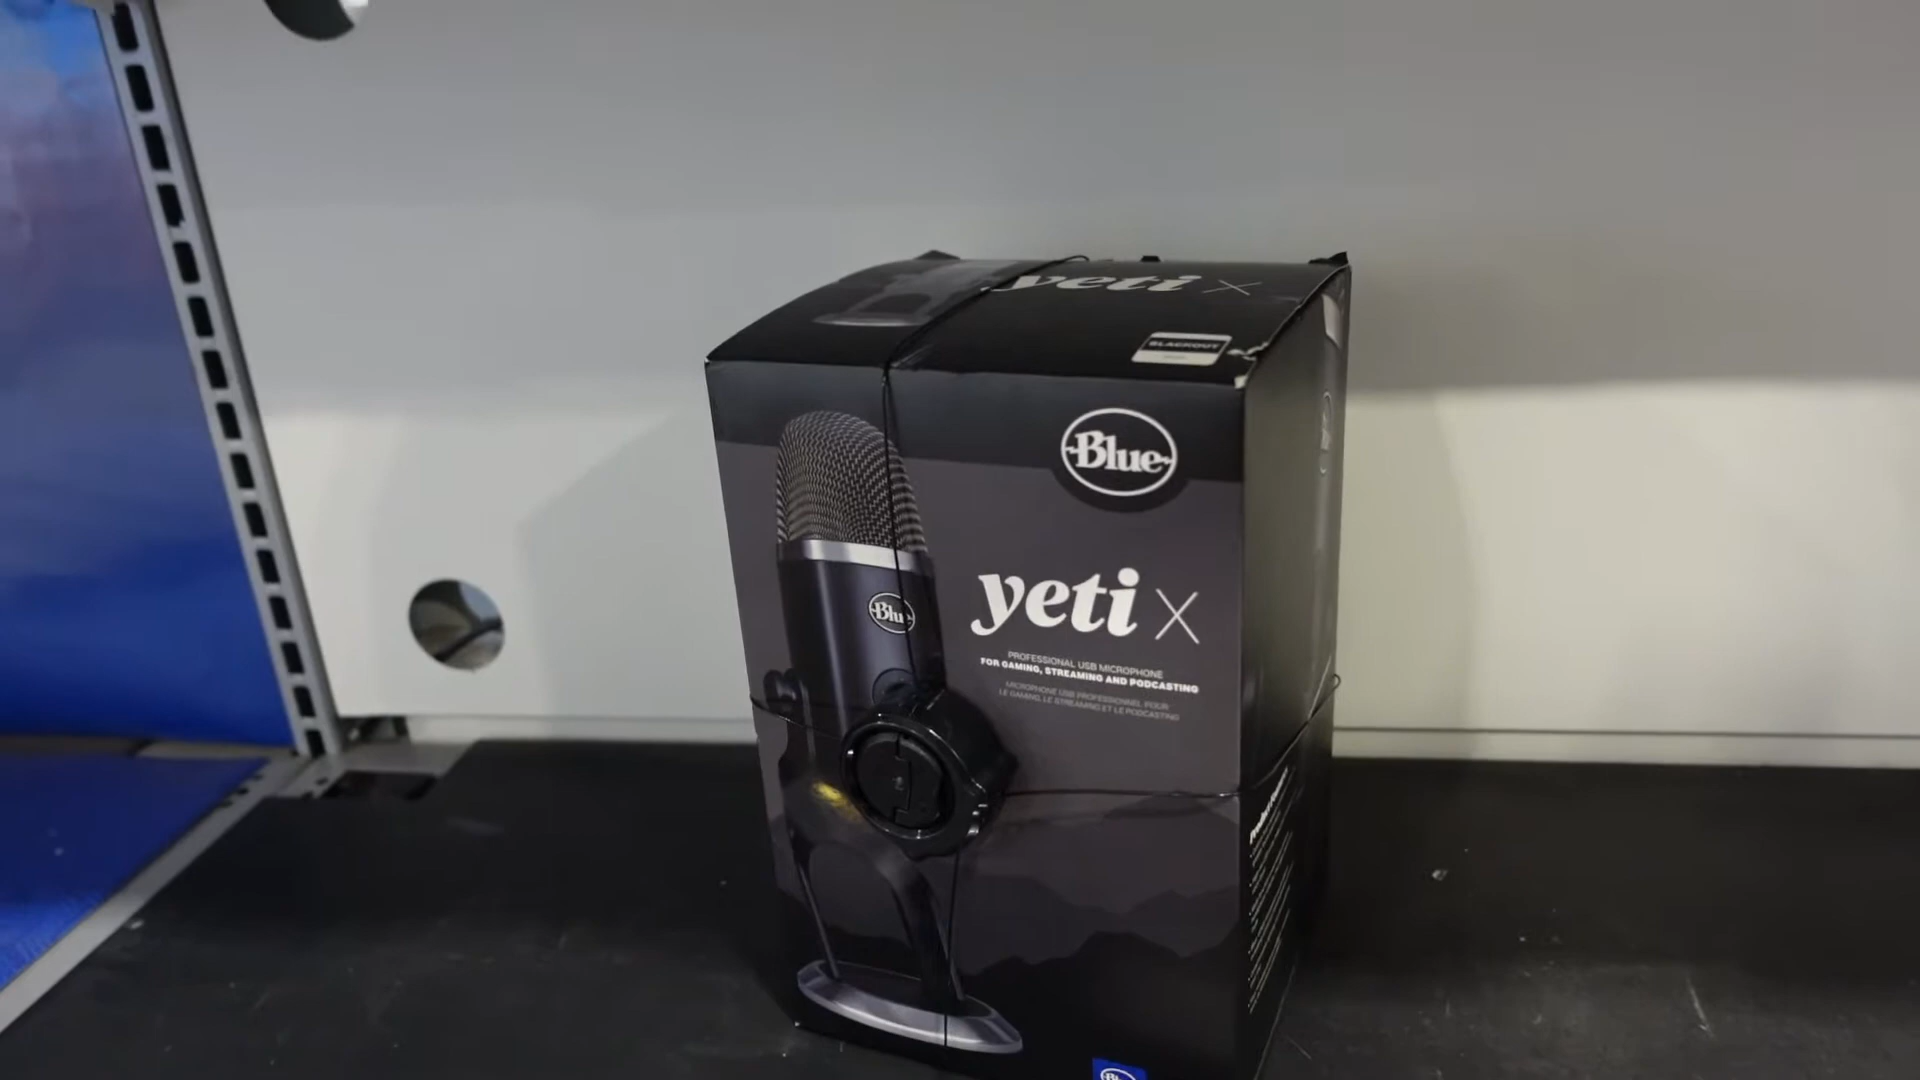 yeti X
BLACKOUT
Blue
Blue
yeti X
PROFESSIONAL USB MICROPHONE
FOR GAMING, STREAMING AND PODCASTING
MICROPHONE USB PROFESSIONNEL POUR
LE GAMING, LE STREAMING ET LE PODCASTING